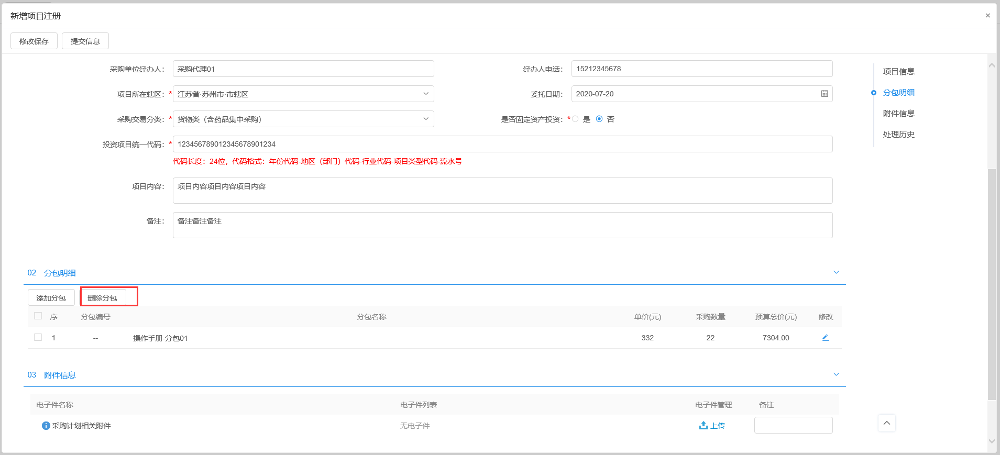 新增项目注册
修改保存 提交信息
采购单位经办人： 采购代理01 经办人电话： 15212345678
项目所在辖区：* 江苏省·苏州市·市辖区 委托日期： 2020-07-20
采购交易分类：* 货物类（含药品集中采购） 是否固定资产投资：* 是 否
投资项目统一代码：* 123456789012345678901234
代码长度：24位，代码格式：年份代码-地区（部门）代码-行业代码-项目类型代码-流水号
项目内容： 项目内容项目内容项目内容
备注： 备注备注备注
项目信息
分包明细
附件信息
处理历史
02 分包明细
添加分包 删除分包
序 分包编号 分包名称 单价(元) 采购数量 预算总价(元) 修改
1 -- 操作手册-分包01 332 22 7304.00
03 附件信息
电子件名称 电子件列表 电子件管理 备注
采购计划相关附件 无电子件 上传